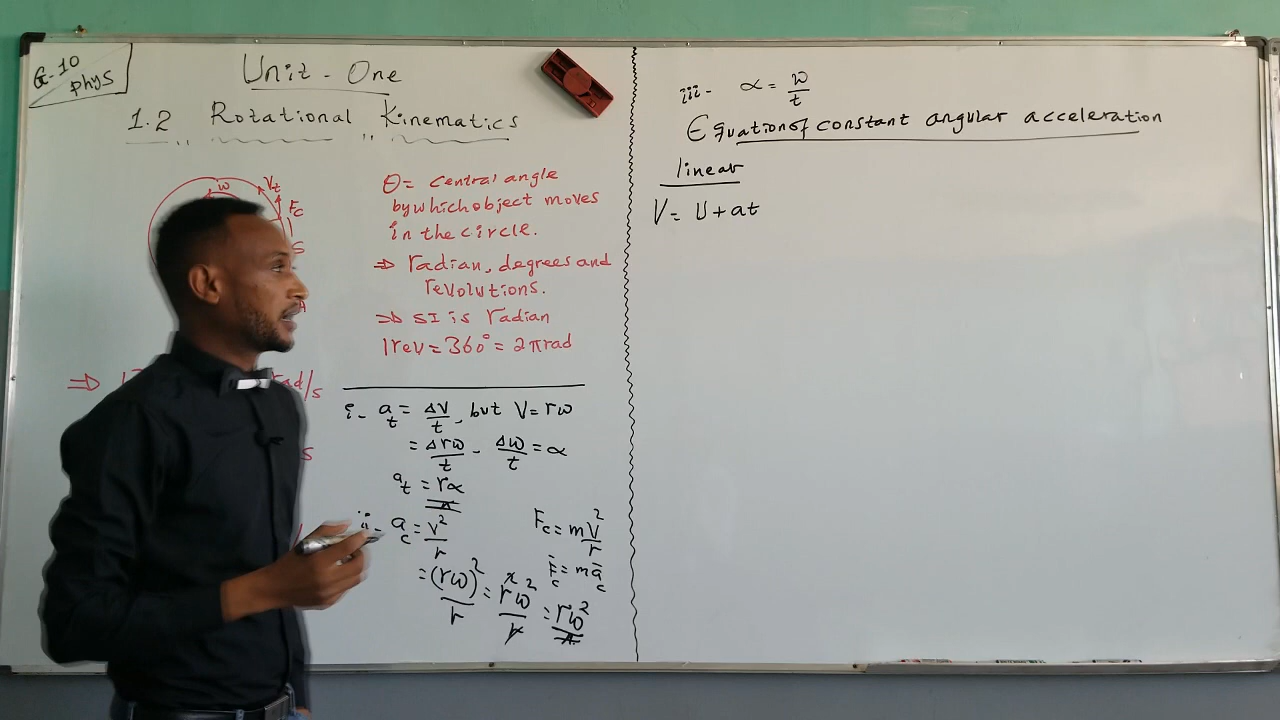 G-10
phys
Unit - One
1.2 Rotational Kinematics
ω
Vt
Fc
S
θ = Central angle
by which object moves
in the circle.
⇒ radian, degrees and
revolutions.
⇒ SI is radian
1rev = 360° = 2πrad
rad/s
i- at = ΔV/t, but V = rω
= Δrω/t - Δω/t = α
at = rα
ii- ac = v²/r
= (rω)²/r = r²ω²/r = rω²
Fc = mV²/r
Fc = mac
iii- α = ω/t
Equation of constant angular acceleration
linear
V = U + at